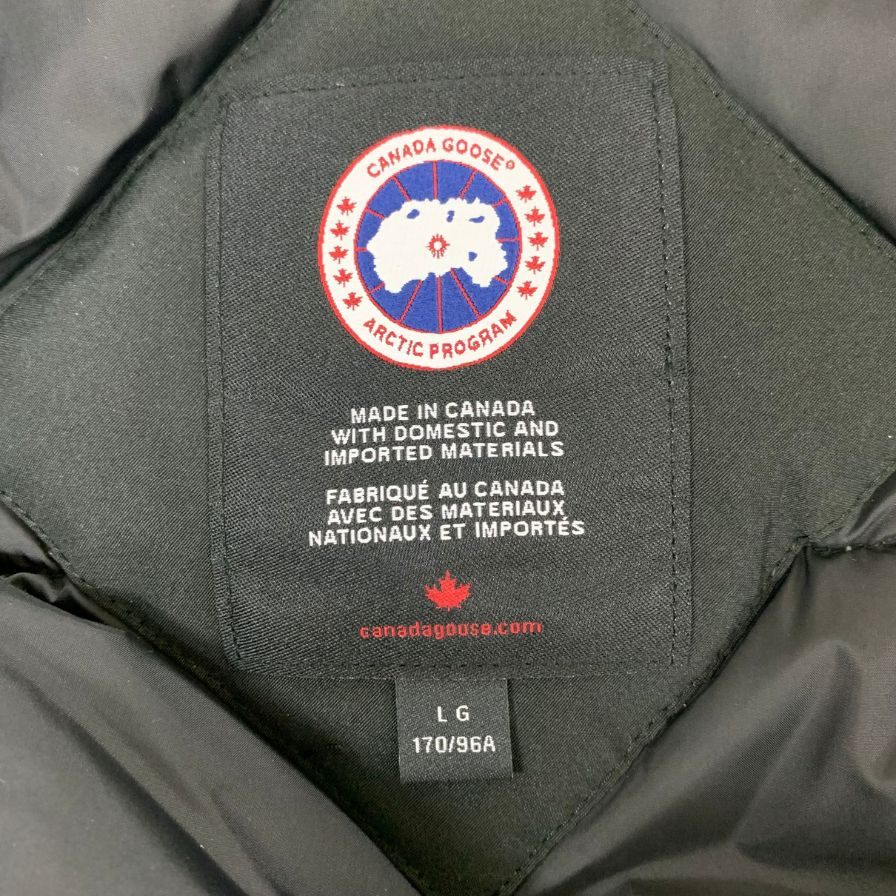 CANADA GOOSE®
ARCTIC PROGRAM
MADE IN CANADA
WITH DOMESTIC AND
IMPORTED MATERIALS
FABRIQUÉ AU CANADA
AVEC DES MATERIAUX
NATIONAUX ET IMPORTÉS
canadagoose.com
L G
170/96A